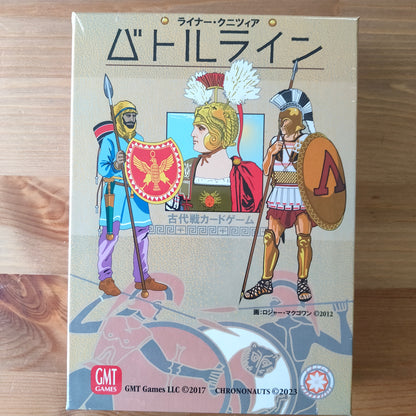 ライナー・クニツィア
バトルライン
Λ
古代戦カードゲーム
画:ロジャー・マクゴワン ©2012
GMT
GAMES
GMT Games LLC ©2017 CHRONONAUTS ©2023